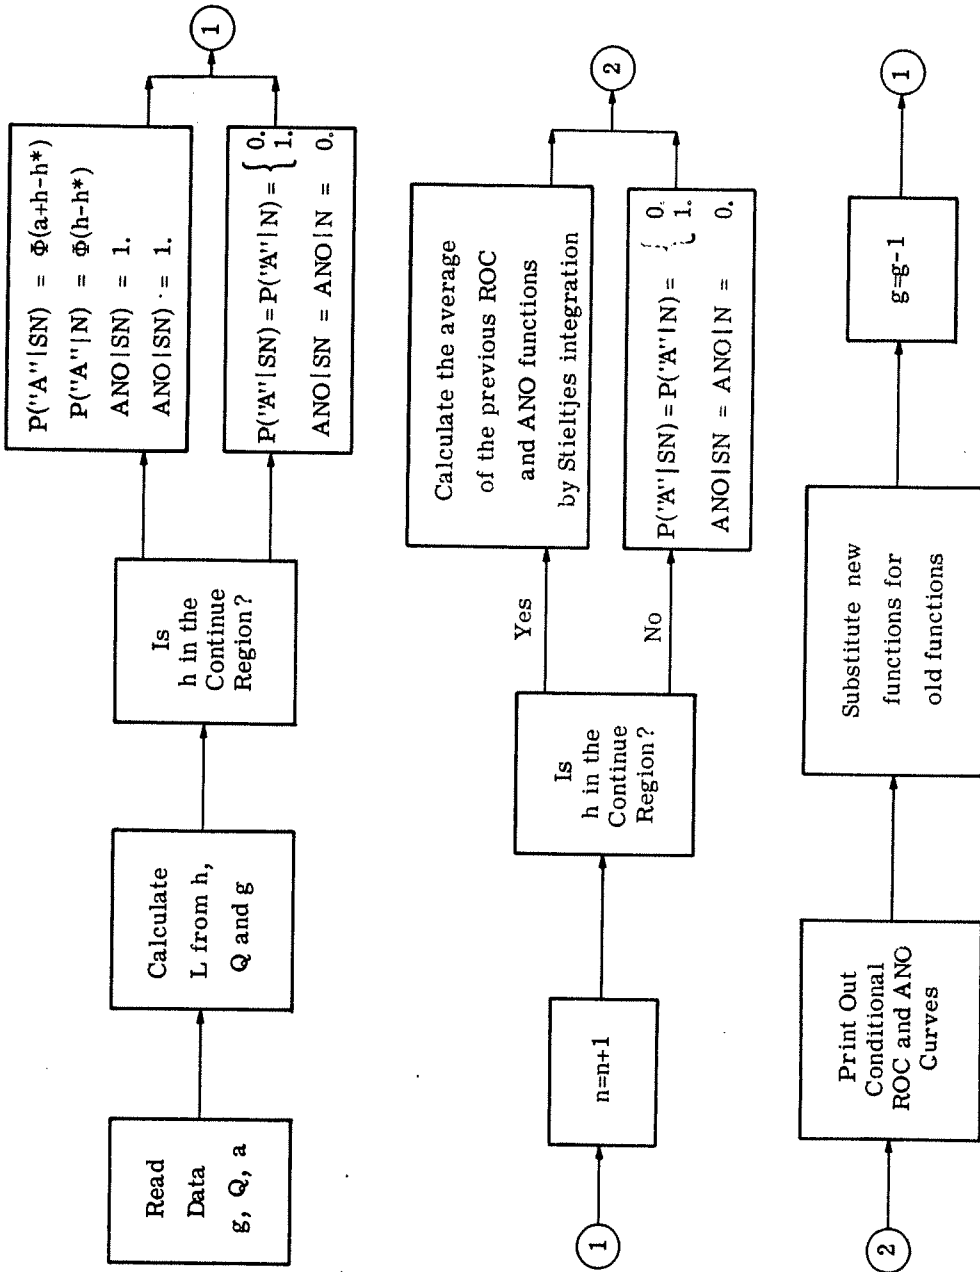 Read
Data
g, Q, a
Calculate
L from h,
Q and g
Is
h in the
Continue
Region?
P("A"|SN) = Φ(a+h-h*)
P("A"|N) = Φ(h-h*)
ANO|SN) = 1.
ANO|SN) = 1.
P("A"|SN) = P("A"|N) = { 0.
1.
ANO|SN = ANO|N = 0.
1
1
n=n+1
Is
h in the
Continue
Region?
Yes
No
Calculate the average
of the previous ROC
and ANO functions
by Stieltjes integration
P("A"|SN) = P("A"|N) = { 0.
1.
ANO|SN = ANO|N = 0.
2
2
Print Out
Conditional
ROC and ANO
Curves
Substitute new
functions for
old functions
g=g-1
1